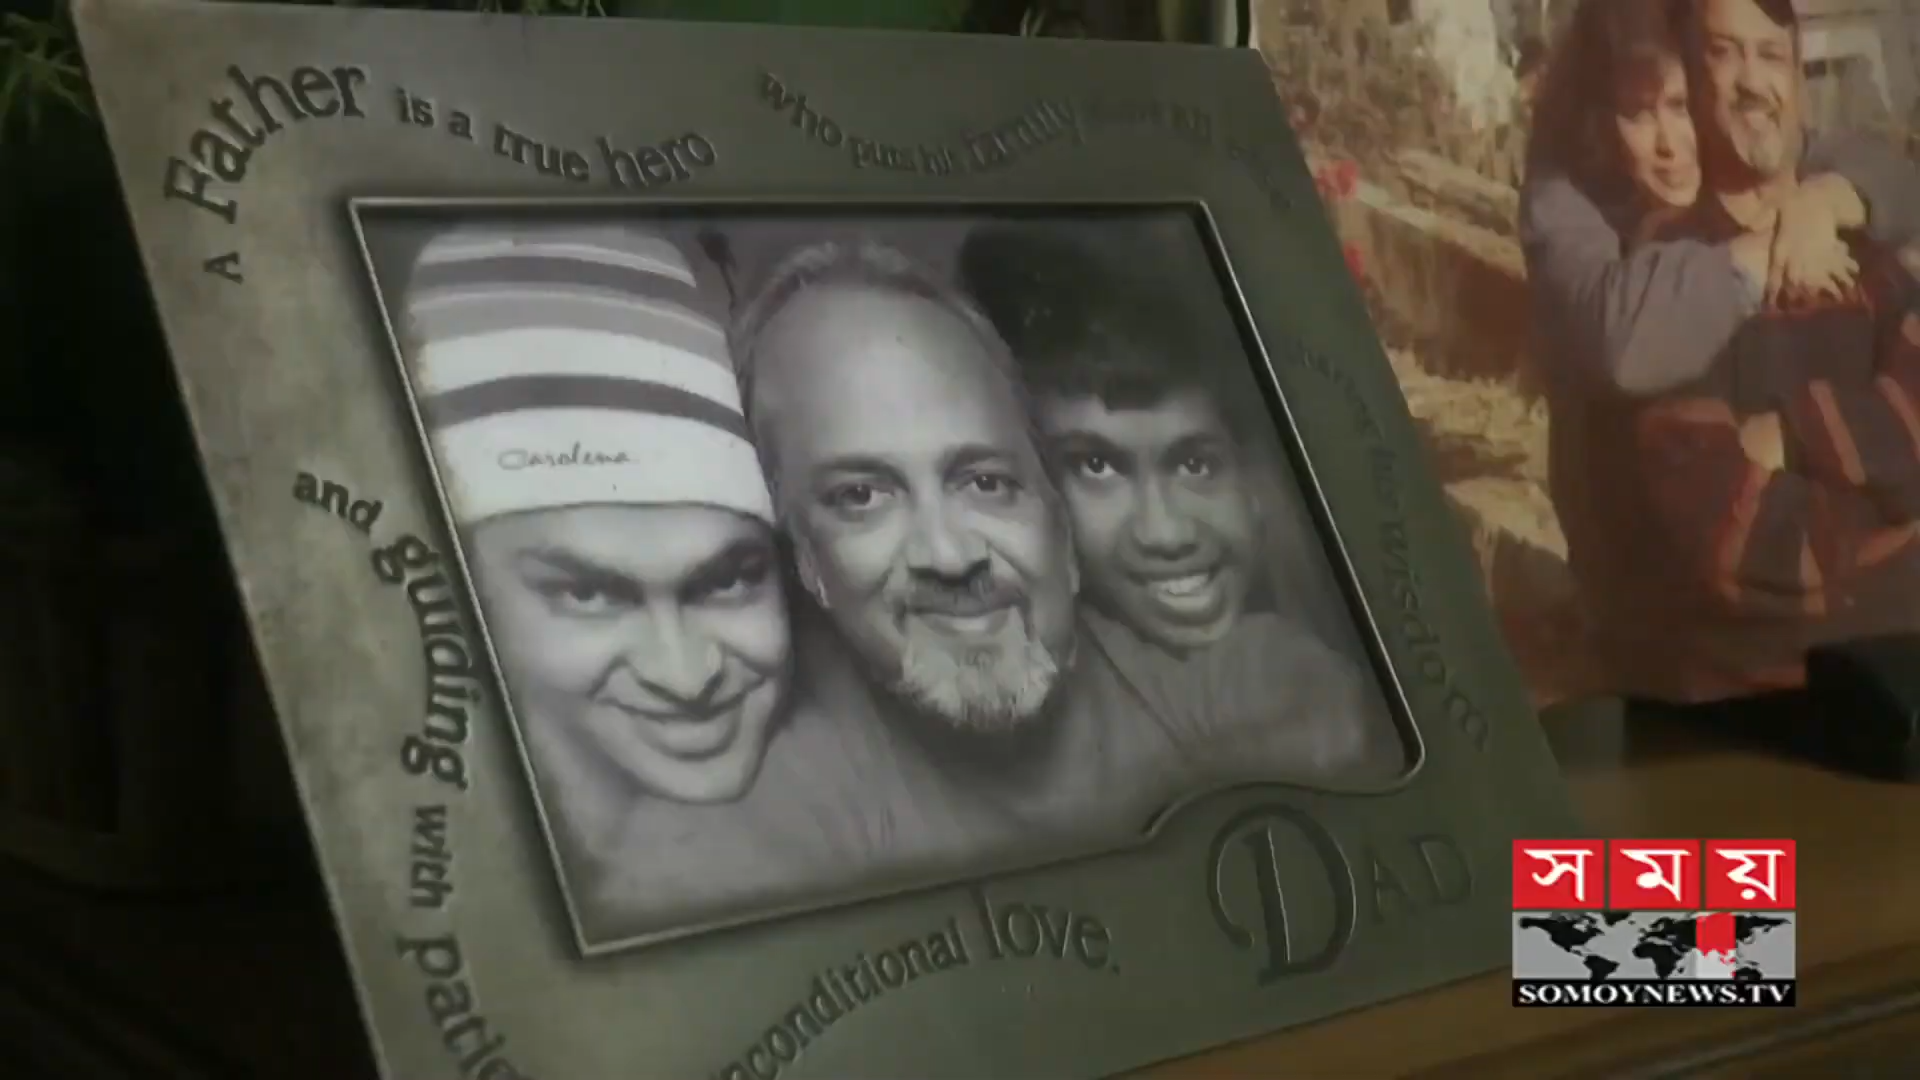 A Father is a true hero
who puts his family
his wisdom
and guiding with
unconditional love.
DAD
Carolena
সময়
SOMOYNEWS.TV